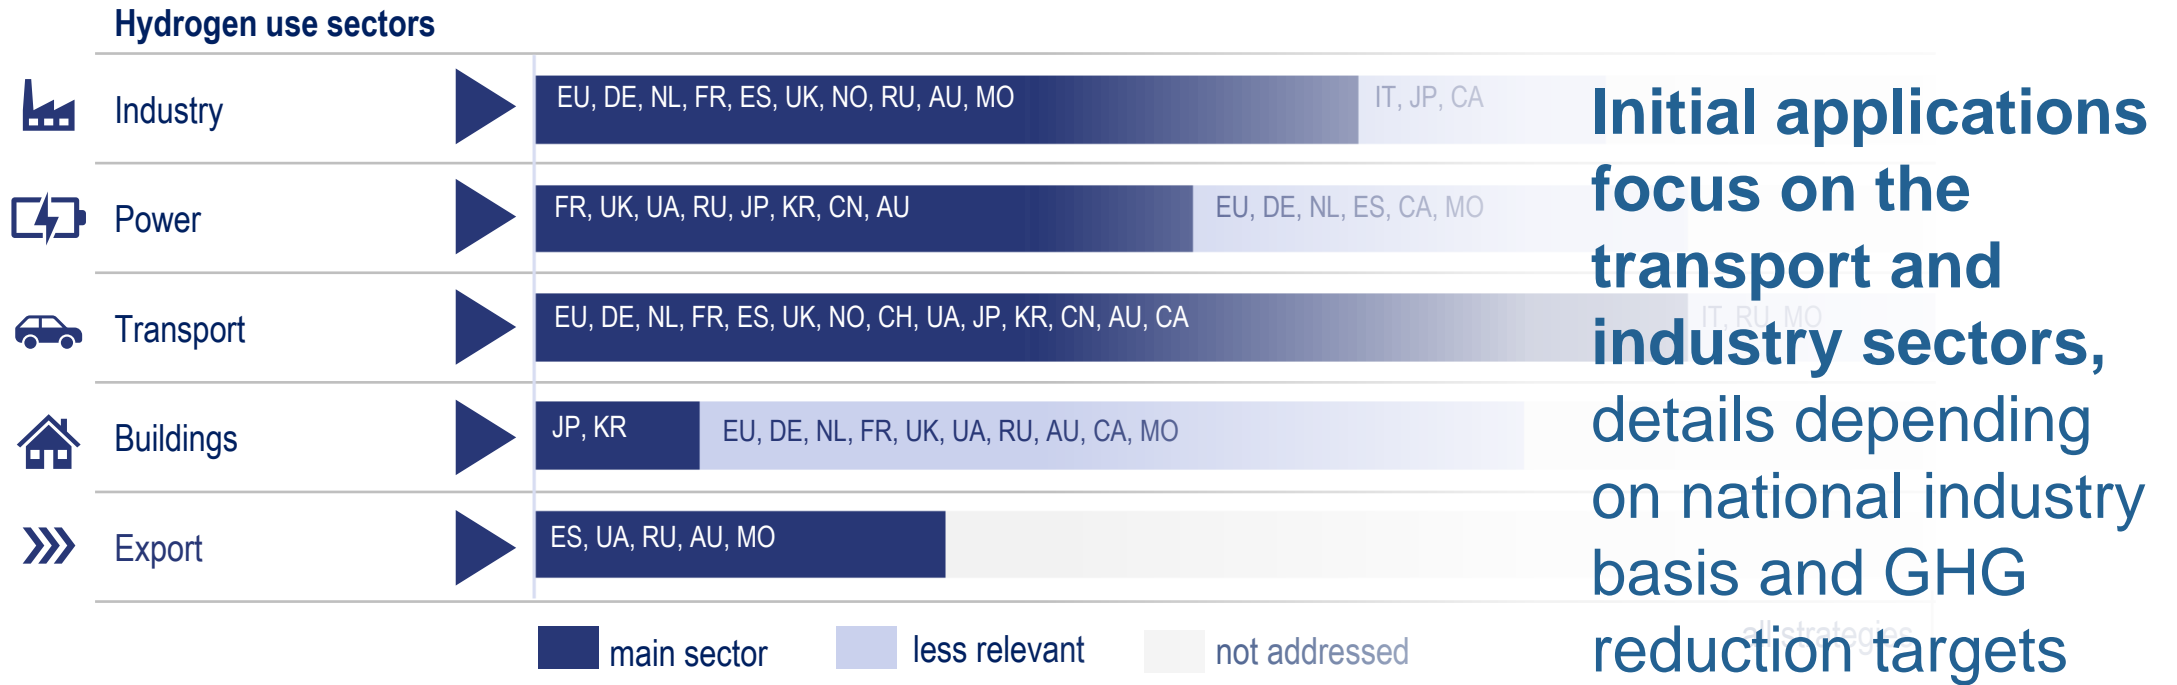 Hydrogen use sectors
Industry
EU, DE, NL, FR, ES, UK, NO, RU, AU, MO
IT, JP, CA
Power
FR, UK, UA, RU, JP, KR, CN, AU
EU, DE, NL, ES, CA, MO
Transport
EU, DE, NL, FR, ES, UK, NO, CH, UA, JP, KR, CN, AU, CA
IT, RU, MO
Buildings
JP, KR
EU, DE, NL, FR, UK, UA, RU, AU, CA, MO
Export
ES, UA, RU, AU, MO
main sector
less relevant
not addressed
all strategies
Initial applications
focus on the
transport and
industry sectors,
details depending
on national industry
basis and GHG
reduction targets